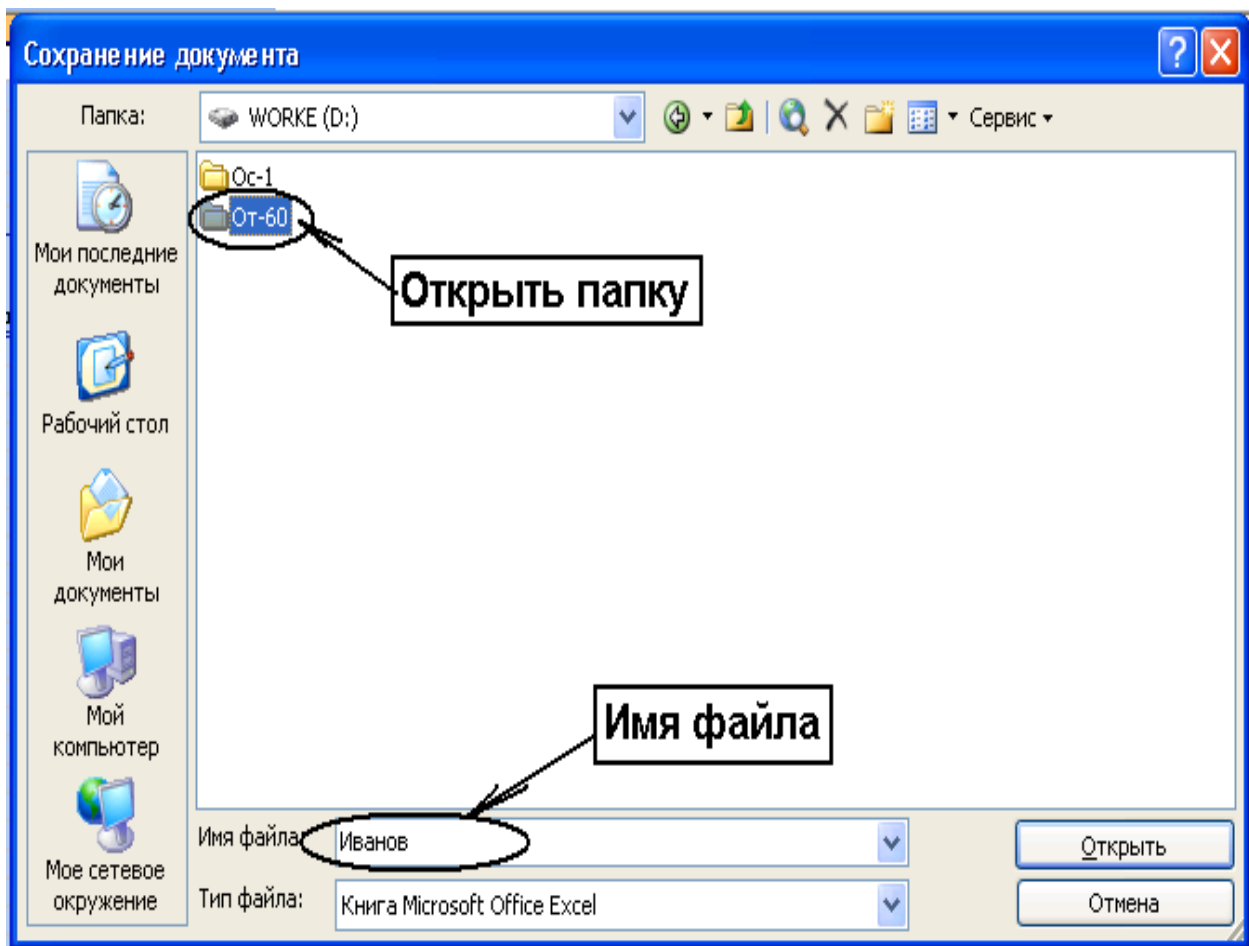 Сохранение документа
Папка:
WORKE (D:)
Сервис
Ос-1
От-60
Открыть папку
Мои последние
документы
Рабочий стол
Мои
документы
Мой
компьютер
Мое сетевое
окружение
Имя файла
Имя файла:
Иванов
Открыть
Тип файла:
Книга Microsoft Office Excel
Отмена